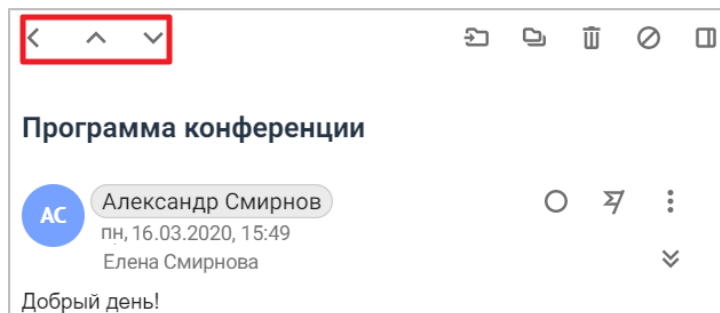 Программа конференции
АС
Александр Смирнов
пн, 16.03.2020, 15:49
Елена Смирнова
Добрый день!